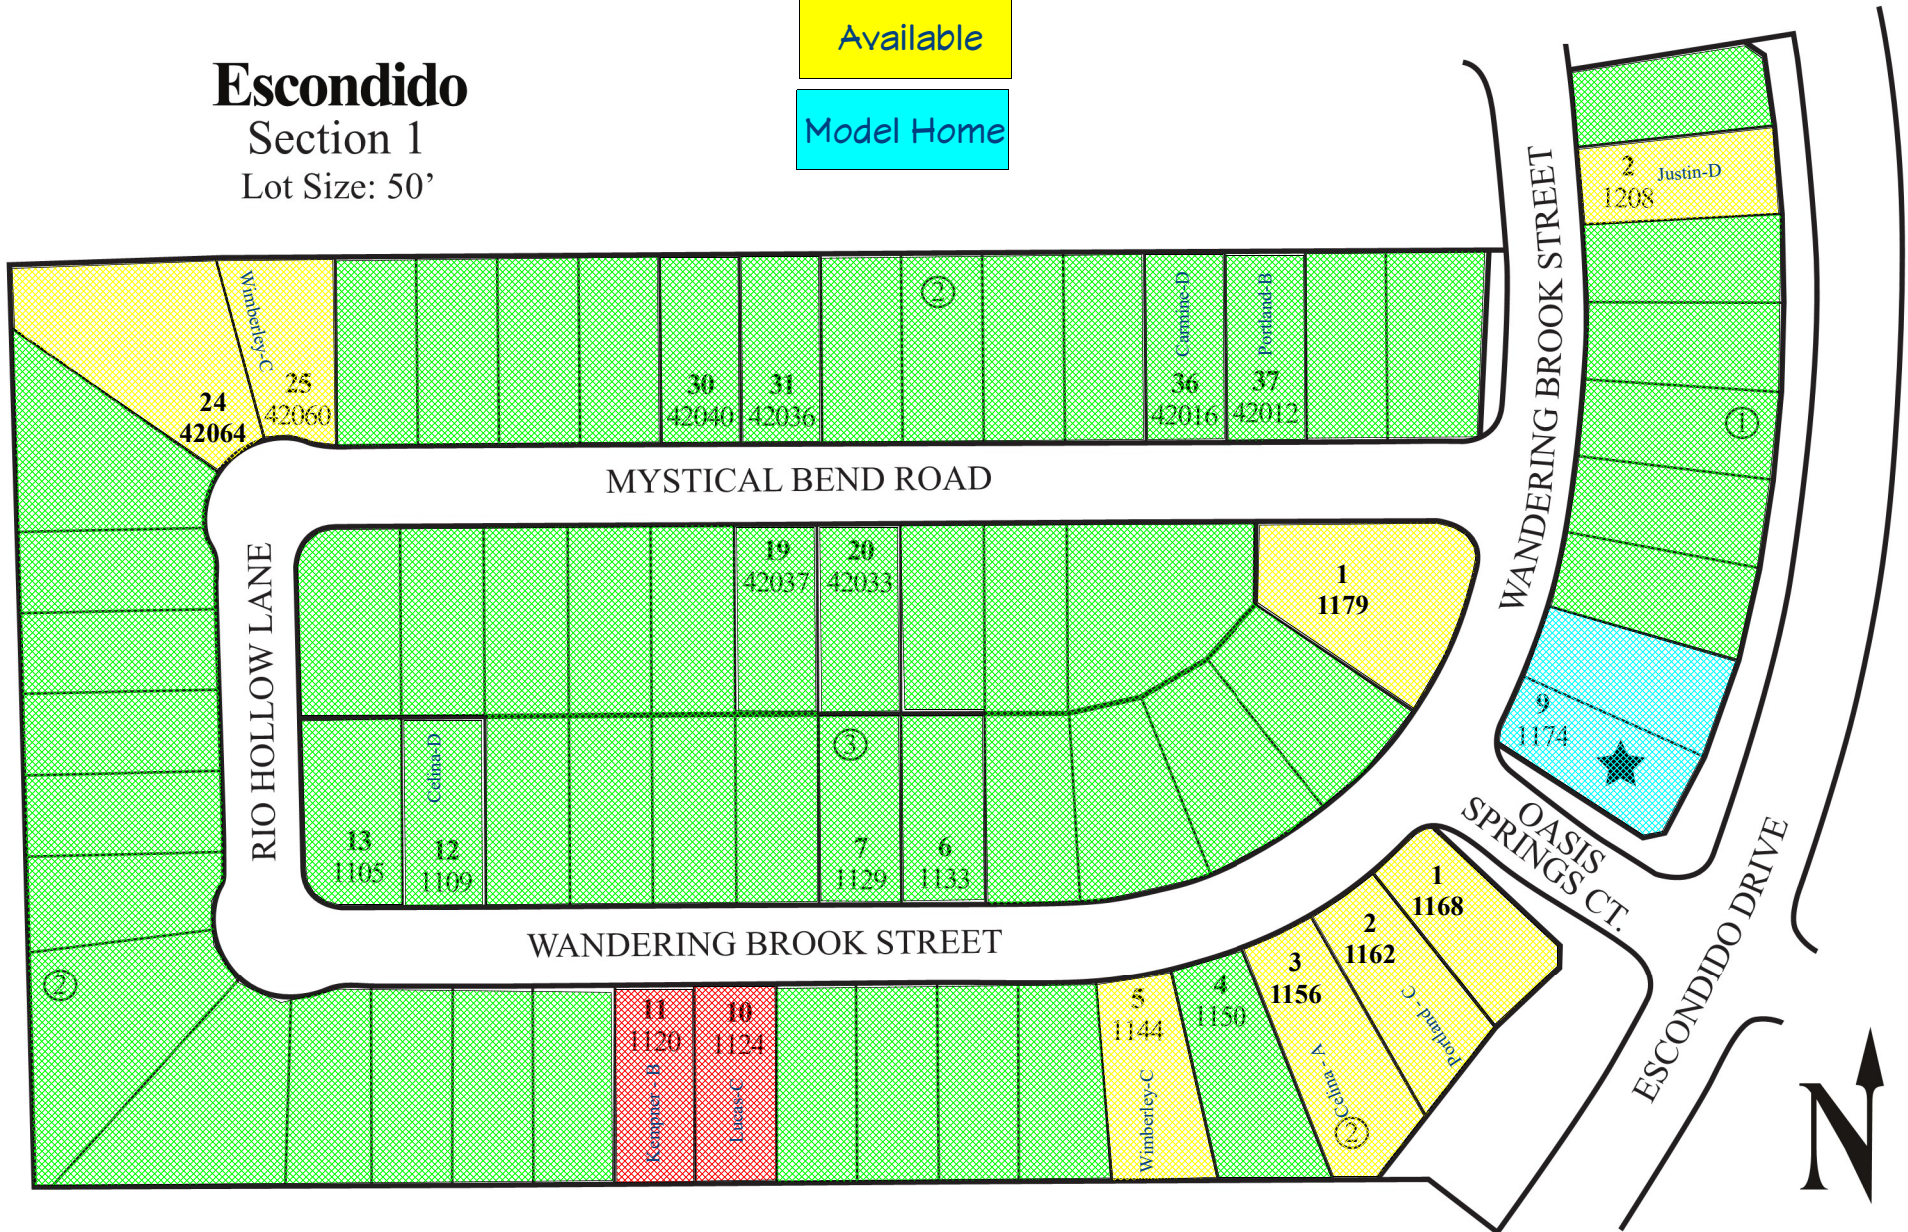 Available
Escondido
Section 1
Lot Size: 50’
Model Home
WANDERING BROOK STREET
2
1208
Justin-D
1
Wimberley-C
24
42064
25
42060
30
42040
31
42036
2
Carmine-D
36
42016
Portland-B
37
42012
MYSTICAL BEND ROAD
RIO HOLLOW LANE
19
42037
20
42033
1
1179
13
1105
Celina-D
12
1109
3
7
1129
6
1133
9
1174
OASIS
SPRINGS CT.
ESCONDIDO DRIVE
WANDERING BROOK STREET
2
11
1120
Kempner - B
10
1124
Lucas-C
5
1144
Wimberley-C
4
1150
3
1156
Celina - A
2
2
1162
Portland - C
1
1168
N